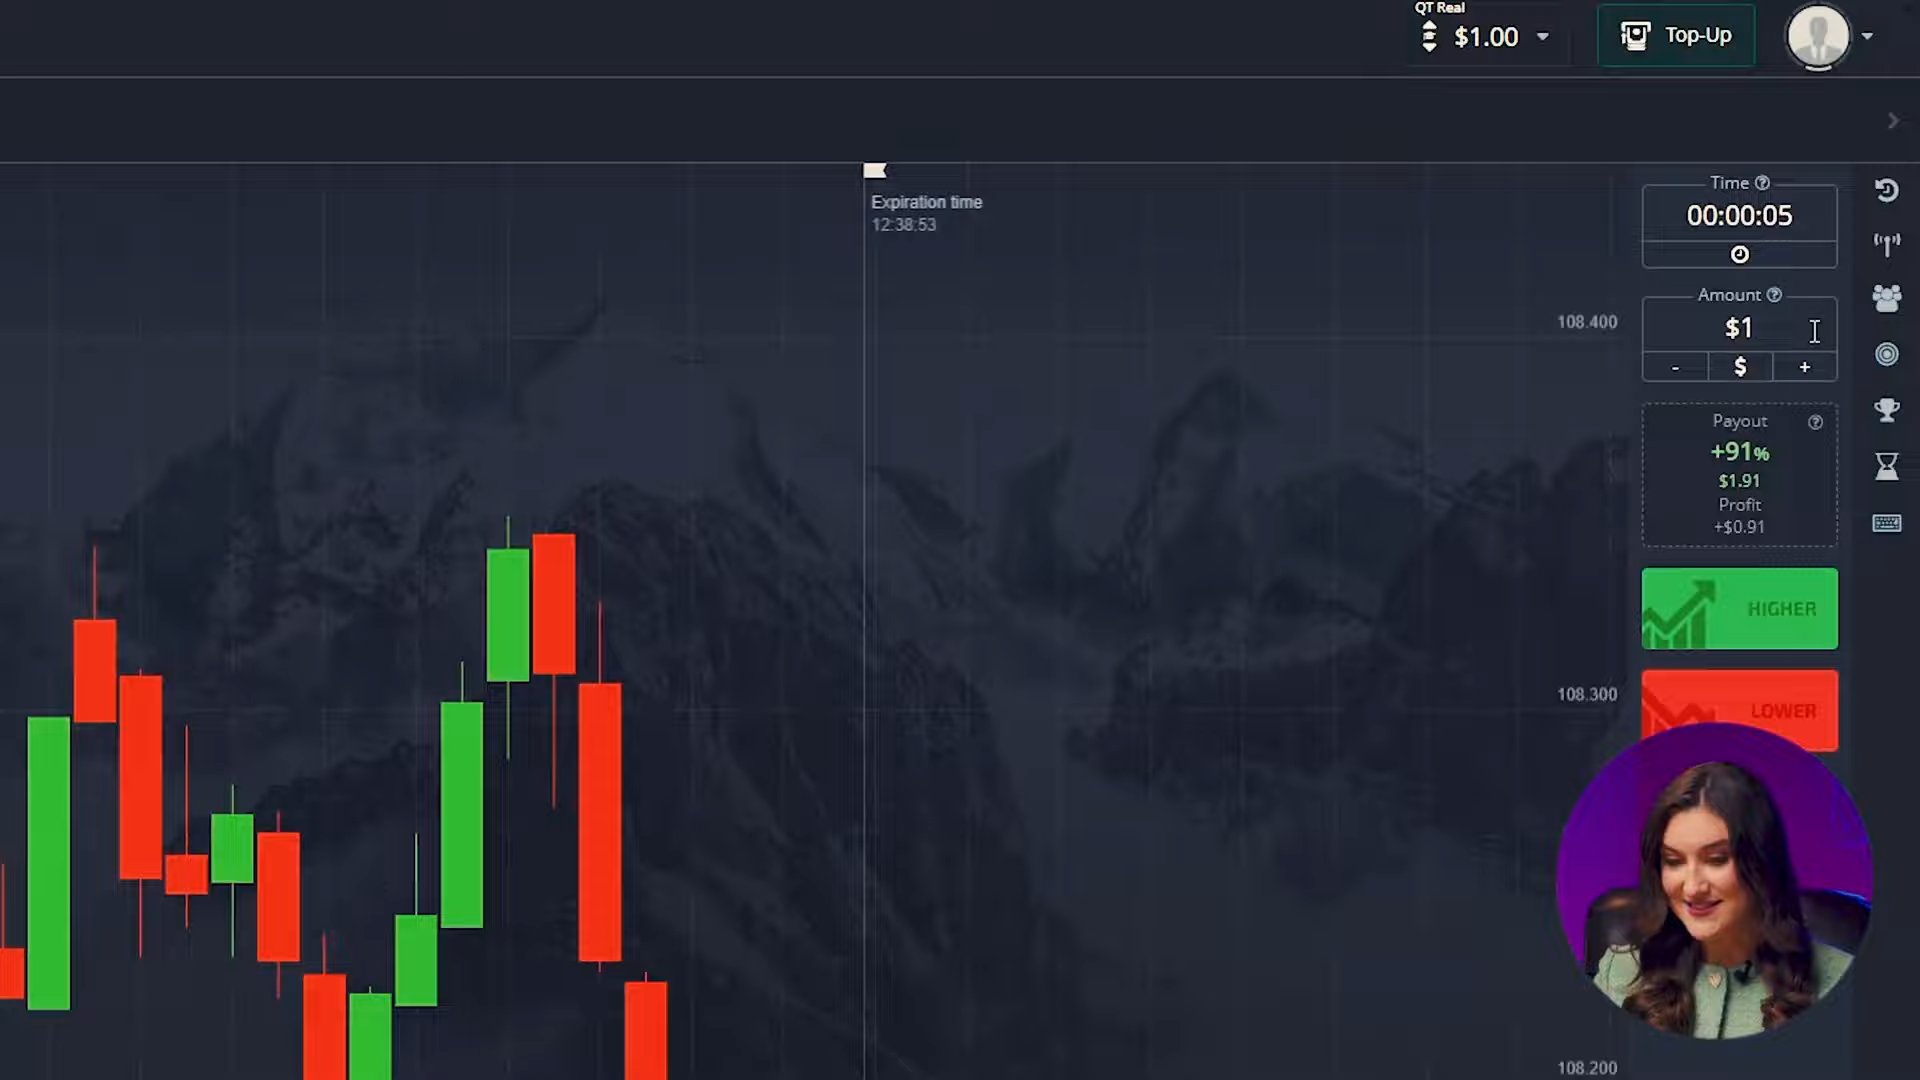 QT Real
$1.00
Top-Up
Expiration time
12:38:53
Time
00:00:05
Amount
$1
- $ +
Payout
+91%
$1.91
Profit
+$0.91
HIGHER
LOWER
108.400
108.300
108.200